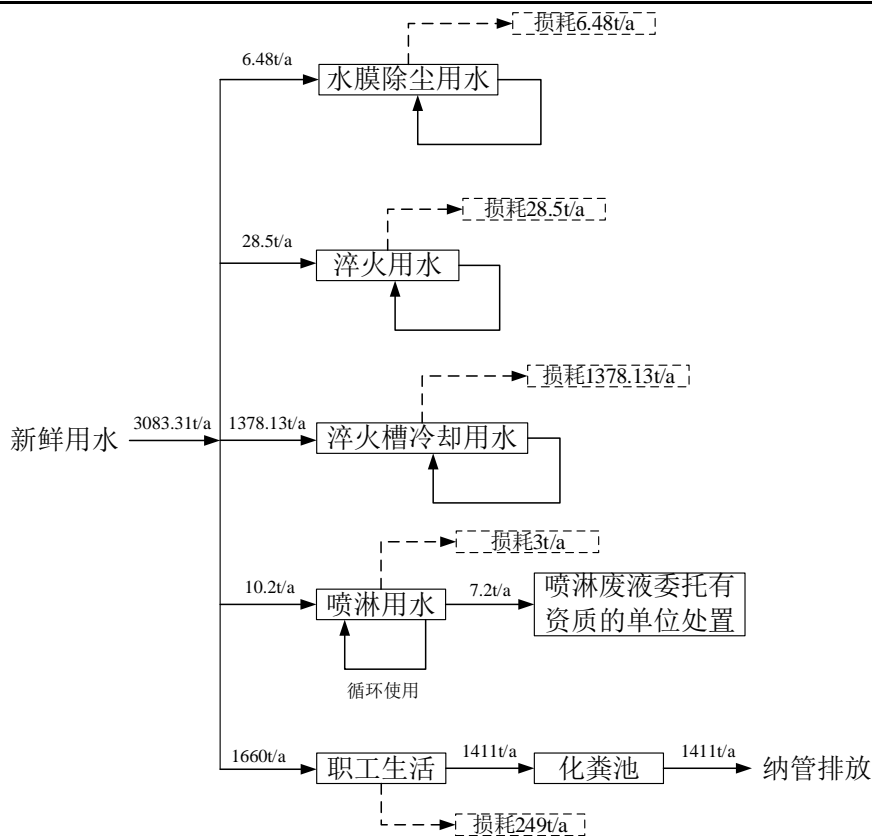 损耗6.48t/a
6.48t/a
水膜除尘用水
损耗28.5t/a
28.5t/a
淬火用水
损耗1378.13t/a
新鲜用水
3083.31t/a
1378.13t/a
淬火槽冷却用水
损耗3t/a
10.2t/a
喷淋用水
7.2t/a
喷淋废液委托有
资质的单位处置
循环使用
1660t/a
职工生活
1411t/a
化粪池
1411t/a
纳管排放
损耗249t/a